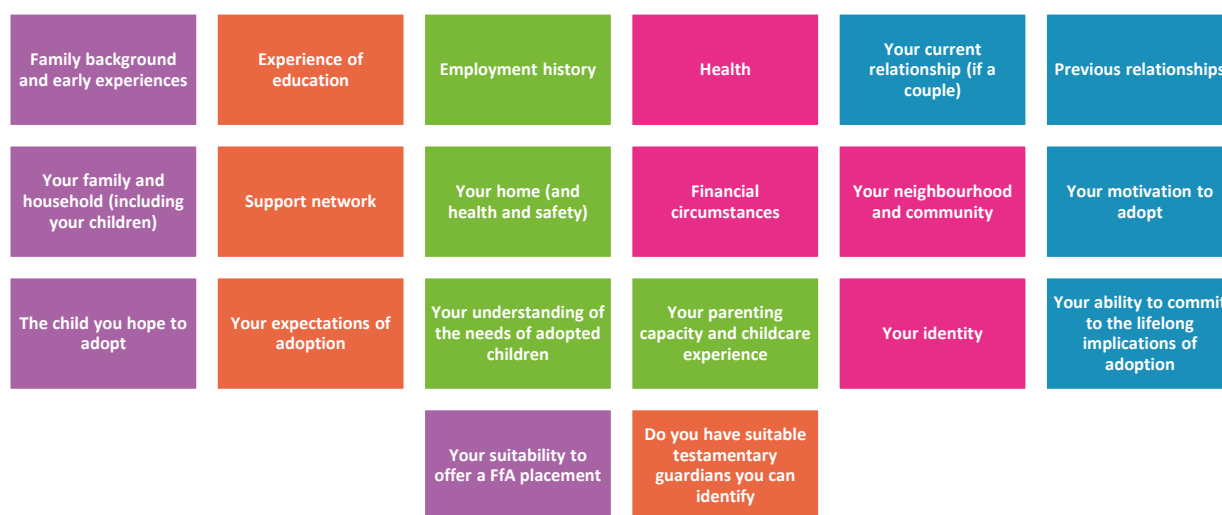 Family background
and early experiences
Experience of
education
Employment history
Health
Your current
relationship (if a
couple)
Previous relationships
Your family and
household (including
your children)
Support network
Your home (and
health and safety)
Financial
circumstances
Your neighbourhood
and community
Your motivation to
adopt
The child you hope to
adopt
Your expectations of
adoption
Your understanding of
the needs of adopted
children
Your parenting
capacity and childcare
experience
Your identity
Your ability to commit
to the lifelong
implications of
adoption
Your suitability to
offer a FfA placement
Do you have suitable
testamentary
guardians you can
identify